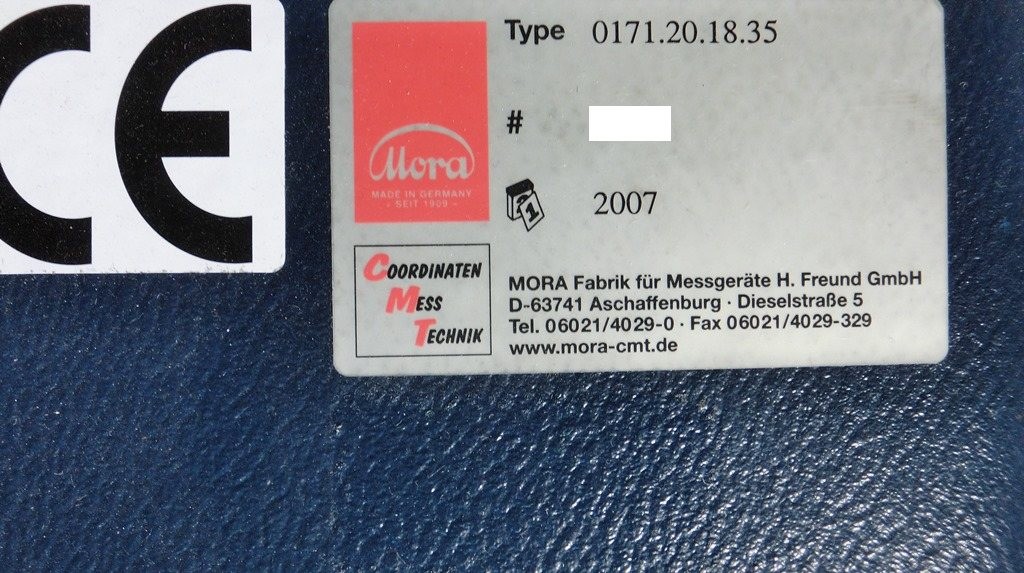 CE
Type 0171.20.18.35
#
Mora
MADE IN GERMANY
- SEIT 1909 -
1
2007
COORDINATEN
MESS
TECHNIK
MORA Fabrik für Messgeräte H. Freund GmbH
D-63741 Aschaffenburg · Dieselstraße 5
Tel. 06021/4029-0 · Fax 06021/4029-329
www.mora-cmt.de